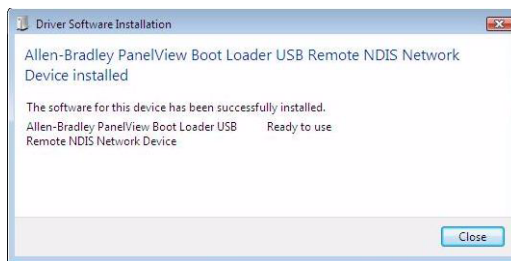 Driver Software Installation
Allen-Bradley PanelView Boot Loader USB Remote NDIS Network
Device installed
The software for this device has been successfully installed.
Allen-Bradley PanelView Boot Loader USB Ready to use
Remote NDIS Network Device
Close